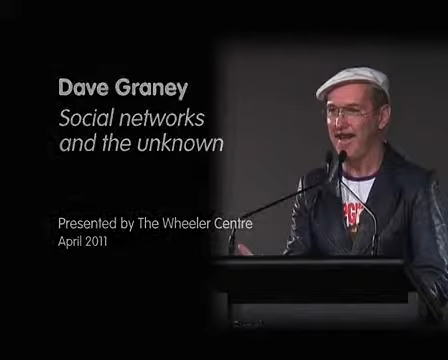 Dave Graney
Social networks
and the unknown
Presented by The Wheeler Centre
April 2011